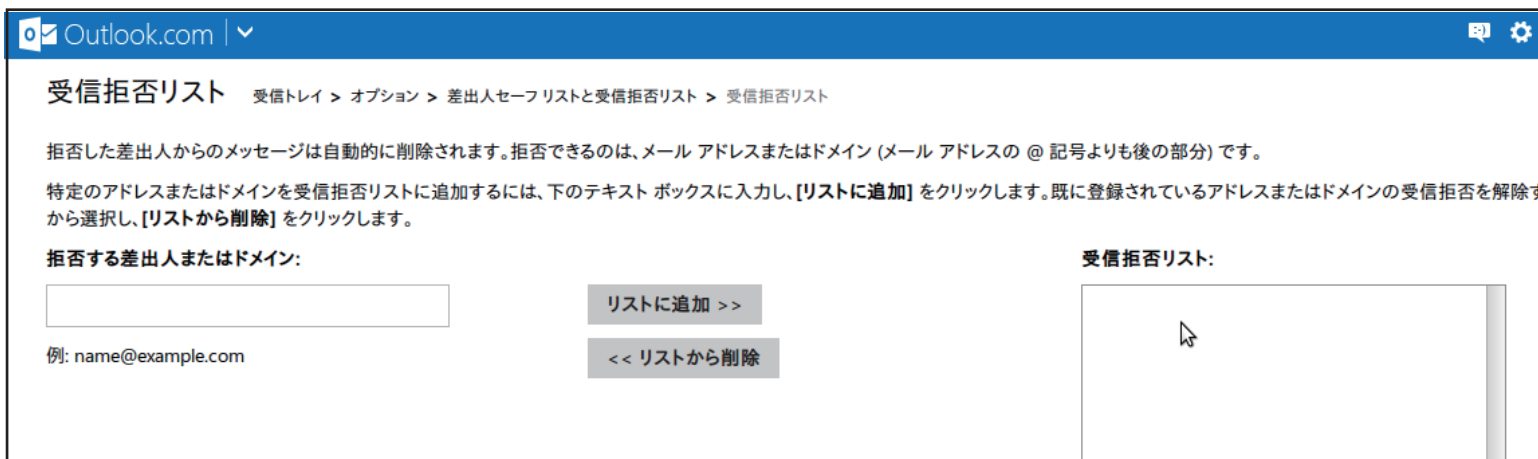 Outlook.com
受信拒否リスト 受信トレイ > オプション > 差出人セーフ リストと受信拒否リスト > 受信拒否リスト
拒否した差出人からのメッセージは自動的に削除されます。拒否できるのは、メール アドレスまたはドメイン (メール アドレスの @ 記号よりも後の部分) です。
特定のアドレスまたはドメインを受信拒否リストに追加するには、下のテキスト ボックスに入力し、[リストに追加] をクリックします。既に登録されているアドレスまたはドメインの受信拒否を解除す
から選択し、[リストから削除] をクリックします。
拒否する差出人またはドメイン: 受信拒否リスト:
リストに追加 >>
例: name@example.com << リストから削除